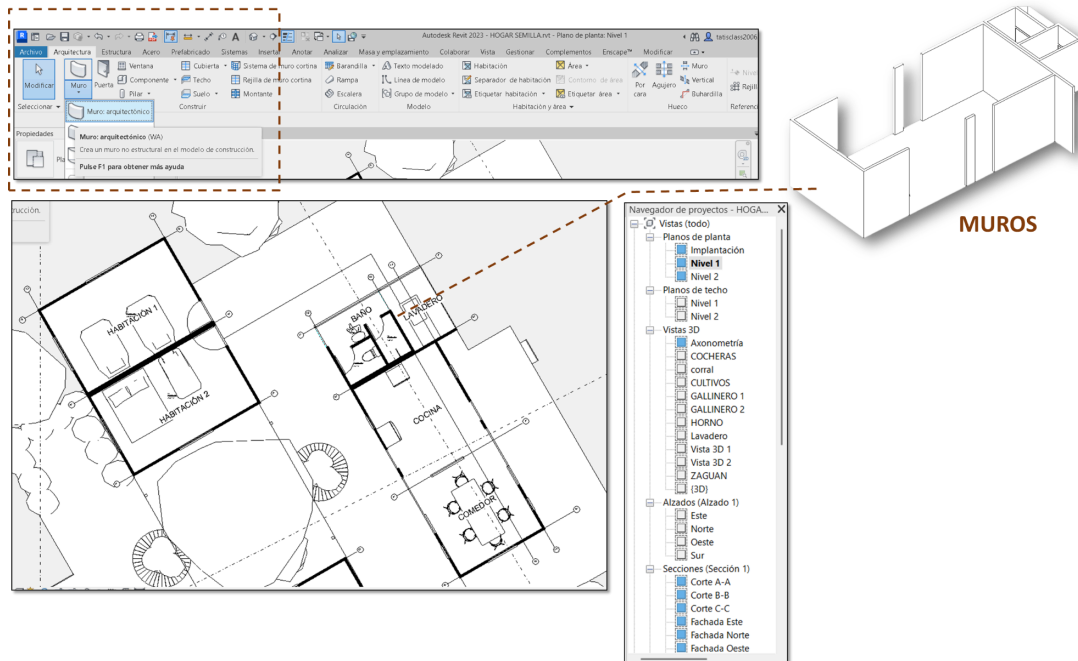 Autodesk Revit 2023 - HOGAR SEMILLA.rvt - Plano de planta: Nivel 1
tatisclass2006
Archivo Arquitectura Estructura Acero Prefabricado Sistemas Insertar Anotar Analizar Masa y emplazamiento Colaborar Vista Gestionar Complementos Encape™ Modificar
Modificar
Muro
Puerta
Ventana
Componente
Pilar
Cubierta
Techo
Suelo
Sistema de muro cortina
Rejilla de muro cortina
Montante
Barandilla
Rampa
Escalera
Texto modelado
Línea de modelo
Grupo de modelo
Habitación
Separador de habitación
Etiquetar habitación
Área
Contorno de área
Etiquetar área
Por cara
Agujero
Muro
Vertical
Buhardilla
Seleccionar
Construir
Circulación
Modelo
Habitación y área
Hueco
Muro: arquitectónico
Propiedades
Muro: arquitectónico (WA)
Crea un muro no estructural en el modelo de construcción.
Pulse F1 para obtener más ayuda
MUROS
trucción.
HABITACIÓN 1
HABITACIÓN 2
BAÑO
LAVADERO
COCINA
COMEDOR
Navegador de proyectos - HOGA...
Vistas (todo)
Planos de planta
Implantación
Nivel 1
Nivel 2
Planos de techo
Nivel 1
Nivel 2
Vistas 3D
Axonometría
COCHERAS
corral
CULTIVOS
GALLINERO 1
GALLINERO 2
HORNO
Lavadero
Vista 3D 1
Vista 3D 2
ZAGUAN
{3D}
Alzados (Alzado 1)
Este
Norte
Oeste
Sur
Secciones (Sección 1)
Corte A-A
Corte B-B
Corte C-C
Fachada Este
Fachada Norte
Fachada Oeste